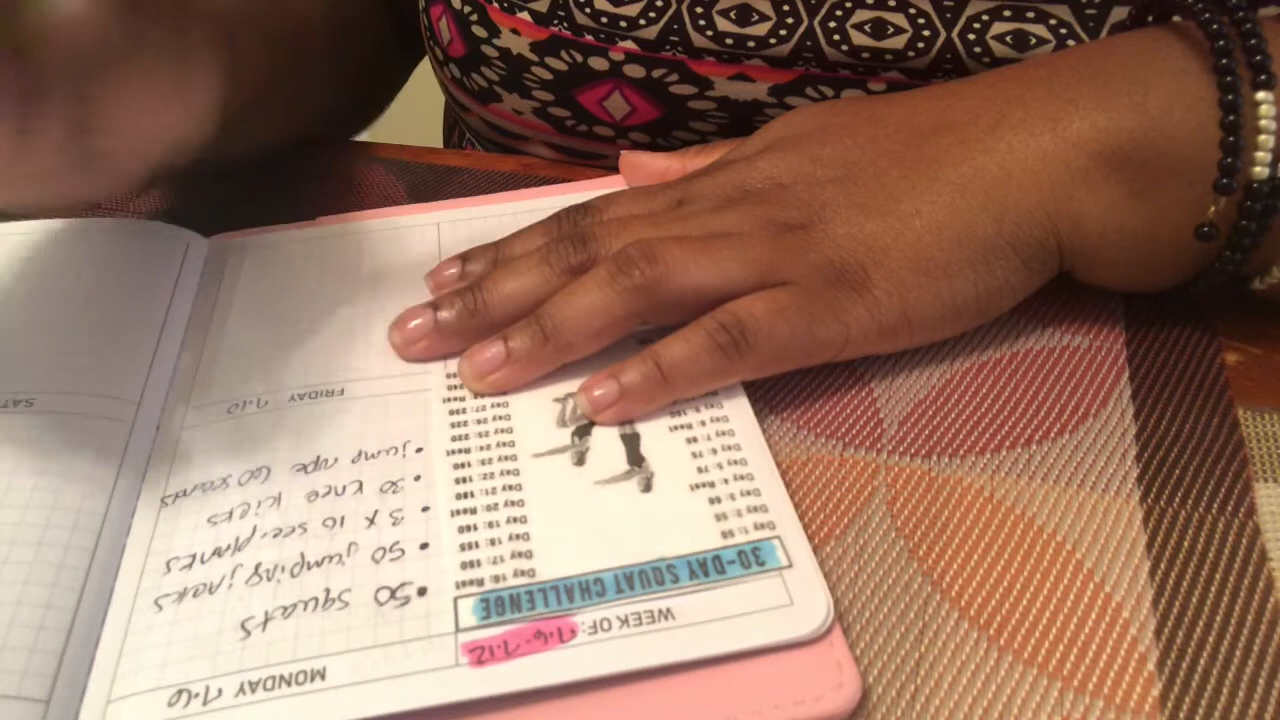 WEEK OF: 7.6-7.12
30-DAY SQUAT CHALLENGE
Day 1: 50
Day 2: 55
Day 3: 60
Day 4: Rest
Day 5: 70
Day 6: 75
Day 7: 80
Day 8: Rest
Day 16: Rest
Day 17: 150
Day 18: 155
Day 19: 160
Day 20: Rest
Day 21: 180
Day 22: 185
Day 23: 190
Day 24: Rest
Day 25: 220
Day 26: 225
Day 27: 230
Rest
240
MONDAY 7.6
• 50 squats
• 50 jumping jacks
• 3 x 10 sec. planks
• 30 knee kicks
• jump rope 60 seconds
FRIDAY 7.10